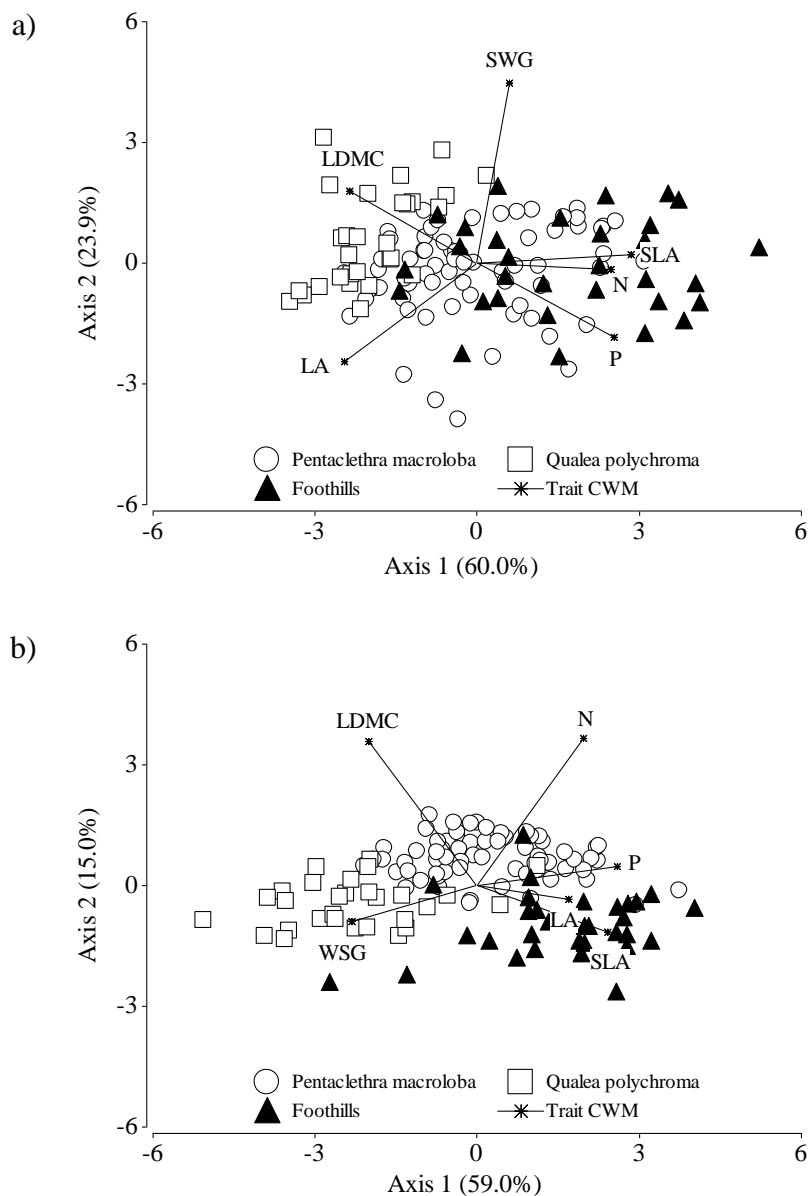 a)
6
SWG
3
LDMC
Axis 2 (23.9%)
0
SLA
N
LA
P
-3
Pentaclethra macroloba
Qualea polychroma
Foothills
Trait CWM
-6
-6
-3
0
3
6
Axis 1 (60.0%)
b)
6
LDMC
N
3
Axis 2 (15.0%)
P
0
LA
WSG
SLA
-3
Pentaclethra macroloba
Qualea polychroma
Foothills
Trait CWM
-6
-6
-3
0
3
6
Axis 1 (59.0%)